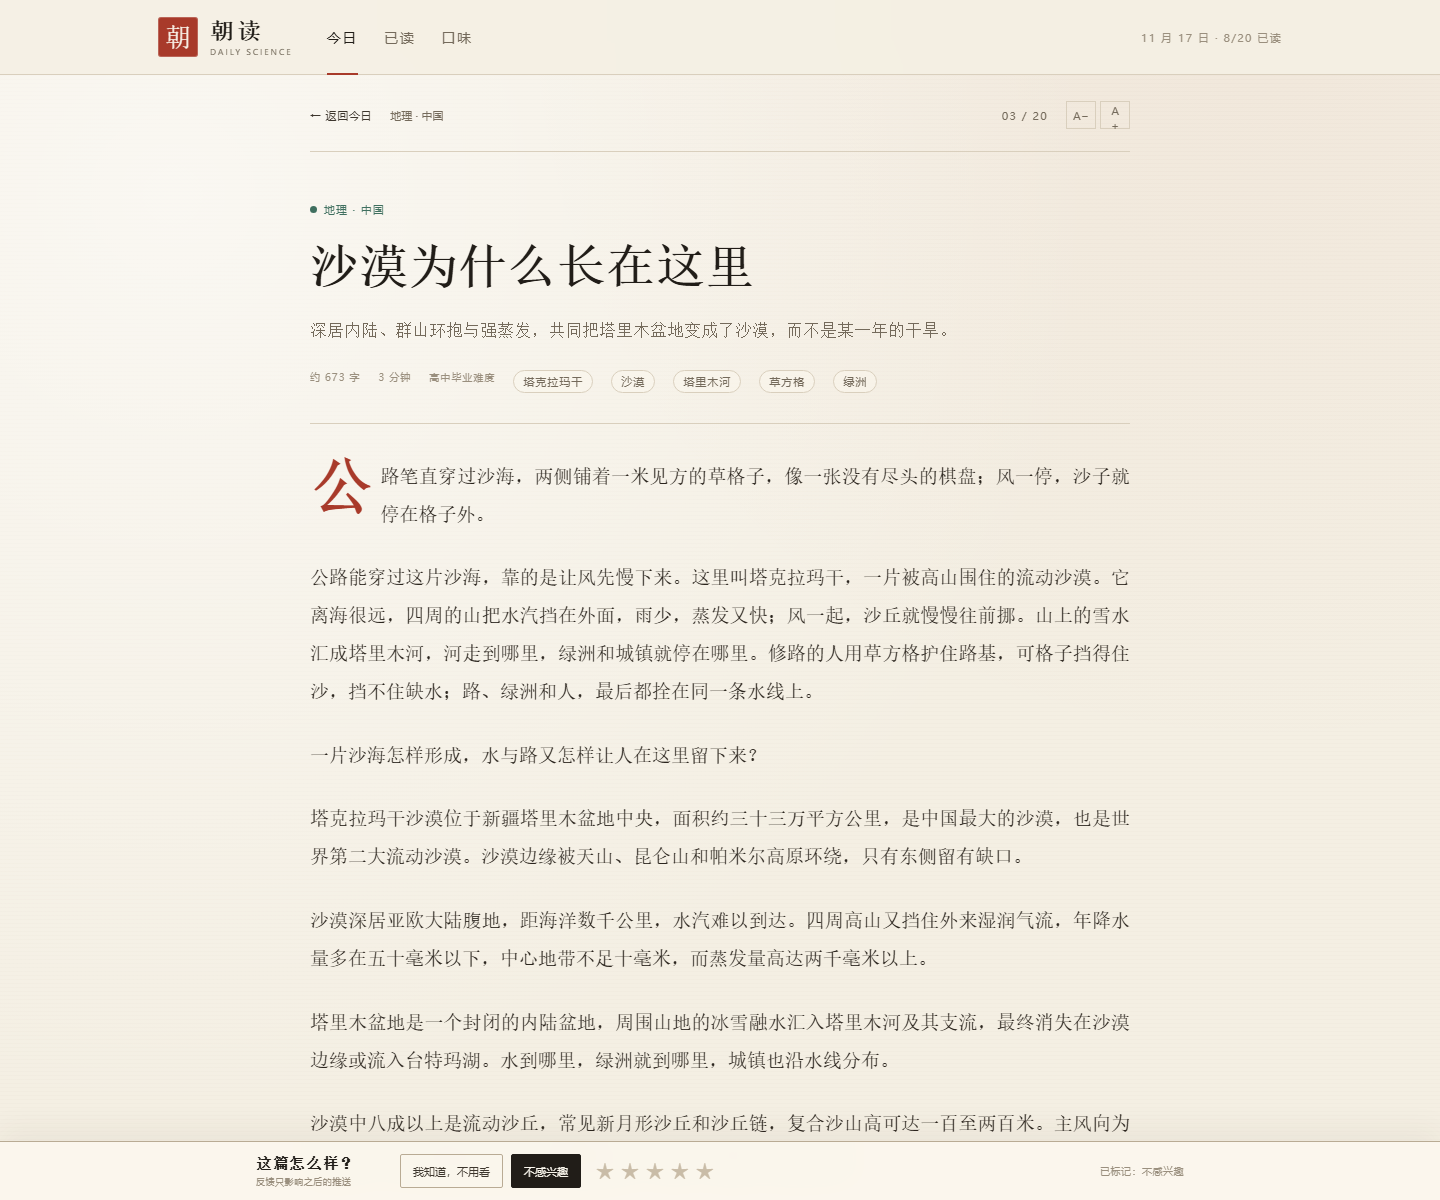 朝
朝读
DAILY SCIENCE
今日
已读
口味
11 月 17 日 · 8/20 已读
← 返回今日
地理 · 中国
03 / 20
A−
A+
地理 · 中国
沙漠为什么长在这里
深居内陆、群山环抱与强蒸发，共同把塔里木盆地变成了沙漠，而不是某一年的干旱。
约 673 字
3 分钟
高中毕业难度
塔克拉玛干
沙漠
塔里木河
草方格
绿洲
公路笔直穿过沙海，两侧铺着一米见方的草格子，像一张没有尽头的棋盘；风一停，沙子就
停在格子外。
公路能穿过这片沙海，靠的是让风先慢下来。这里叫塔克拉玛干，一片被高山围住的流动沙漠。它
离海很远，四周的山把水汽挡在外面，雨少，蒸发又快；风一起，沙丘就慢慢往前挪。山上的雪水
汇成塔里木河，河走到哪里，绿洲和城镇就停在哪里。修路的人用草方格护住路基，可格子挡得住
沙，挡不住缺水；路、绿洲和人，最后都拴在同一条水线上。
一片沙海怎样形成，水与路又怎样让人在这里留下来？
塔克拉玛干沙漠位于新疆塔里木盆地中央，面积约三十三万平方公里，是中国最大的沙漠，也是世
界第二大流动沙漠。沙漠边缘被天山、昆仑山和帕米尔高原环绕，只有东侧留有缺口。
沙漠深居亚欧大陆腹地，距海洋数千公里，水汽难以到达。四周高山又挡住外来湿润气流，年降水
量多在五十毫米以下，中心地带不足十毫米，而蒸发量高达两千毫米以上。
塔里木盆地是一个封闭的内陆盆地，周围山地的冰雪融水汇入塔里木河及其支流，最终消失在沙漠
边缘或流入台特玛湖。水到哪里，绿洲就到哪里，城镇也沿水线分布。
沙漠中八成以上是流动沙丘，常见新月形沙丘和沙丘链，复合沙山高可达一百至两百米。主风向为
这篇怎么样？
反馈只影响之后的推送
我知道，不用看
不感兴趣
★ ★ ★ ★ ★
已标记：不感兴趣